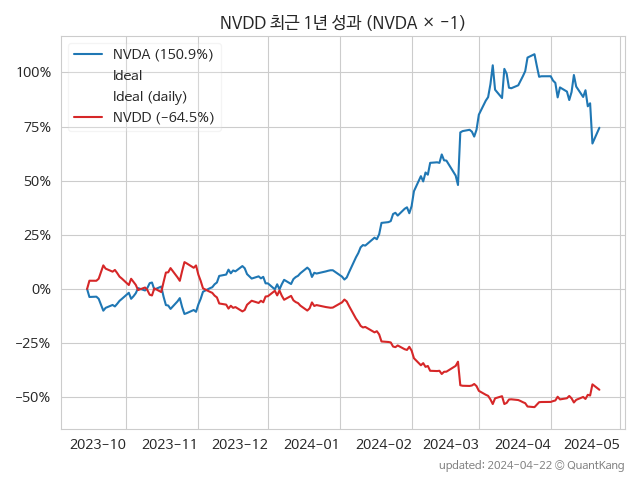 NVDD 최근 1년 성과 (NVDA × -1)
NVDA (150.9%)
Ideal
Ideal (daily)
NVDD (-64.5%)
100%
75%
50%
25%
0%
-25%
-50%
2023-10 2023-11 2023-12 2024-01 2024-02 2024-03 2024-04 2024-05
updated: 2024-04-22 © QuantKang